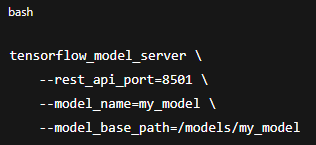 bash
tensorflow_model_server \
    --rest_api_port=8501 \
    --model_name=my_model \
    --model_base_path=/models/my_model